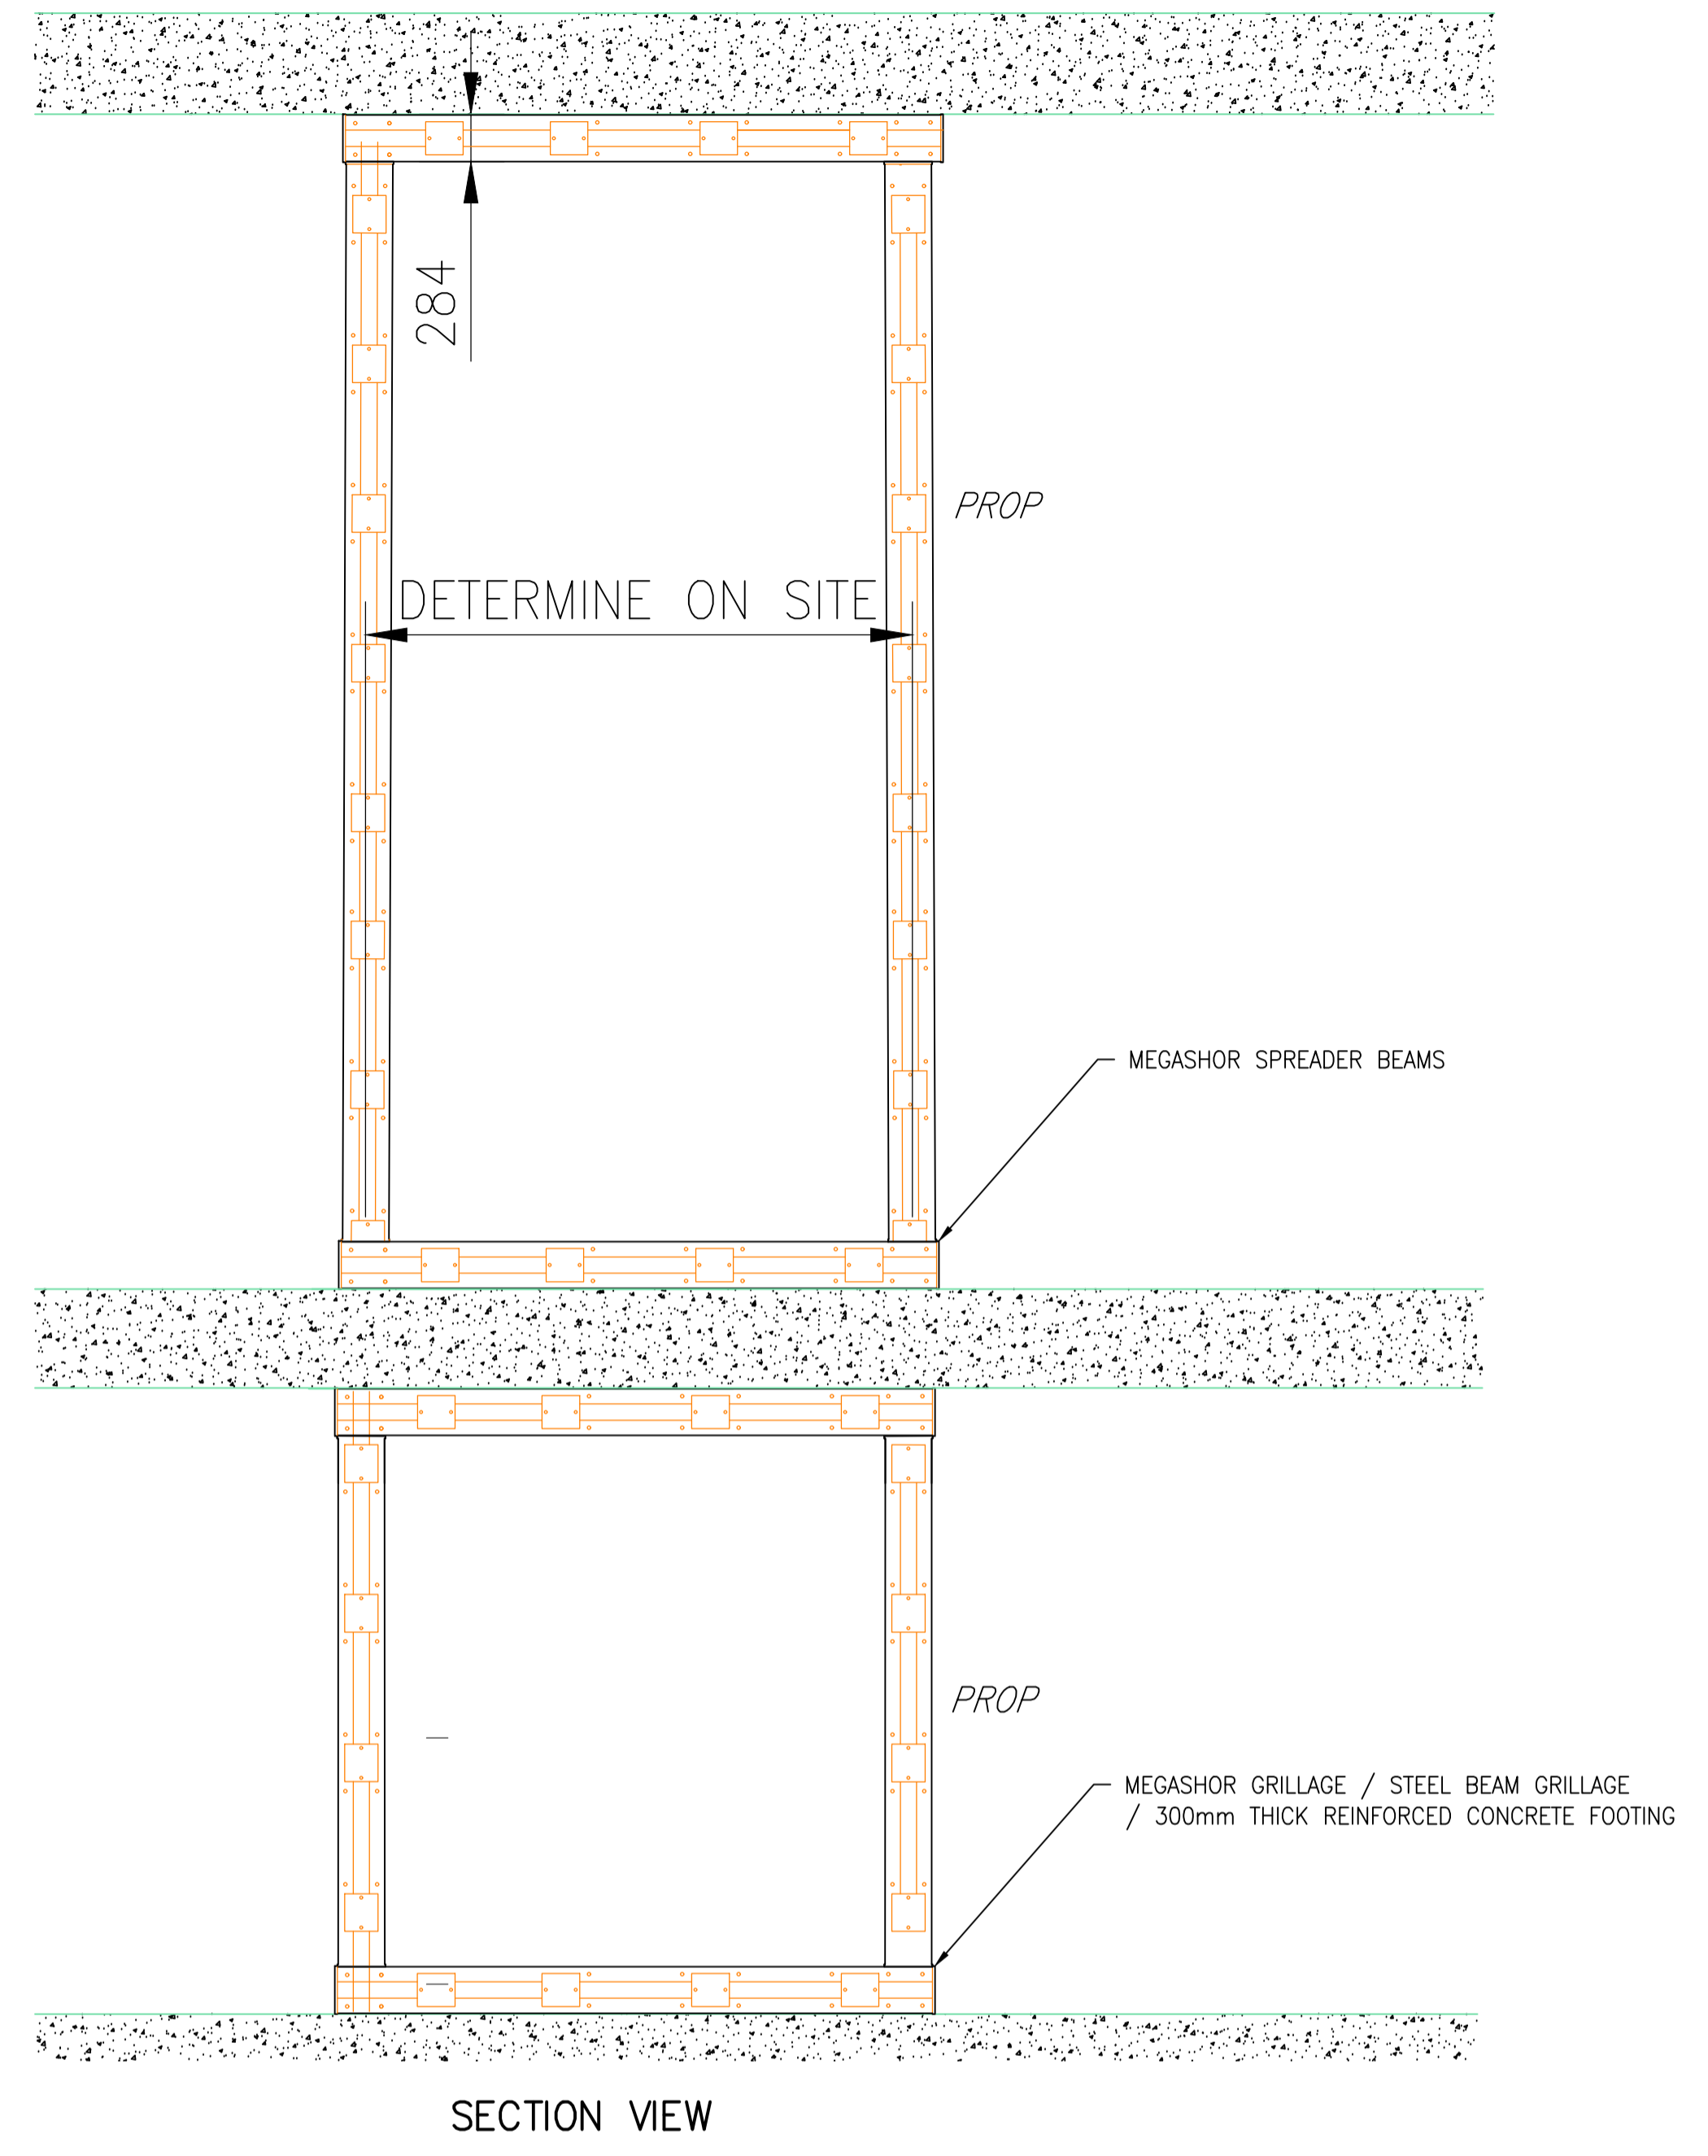 284
PROP
DETERMINE ON SITE
MEGASHOR SPREADER BEAMS
PROP
MEGASHOR GRILLAGE / STEEL BEAM GRILLAGE
/ 300mm THICK REINFORCED CONCRETE FOOTING
SECTION VIEW